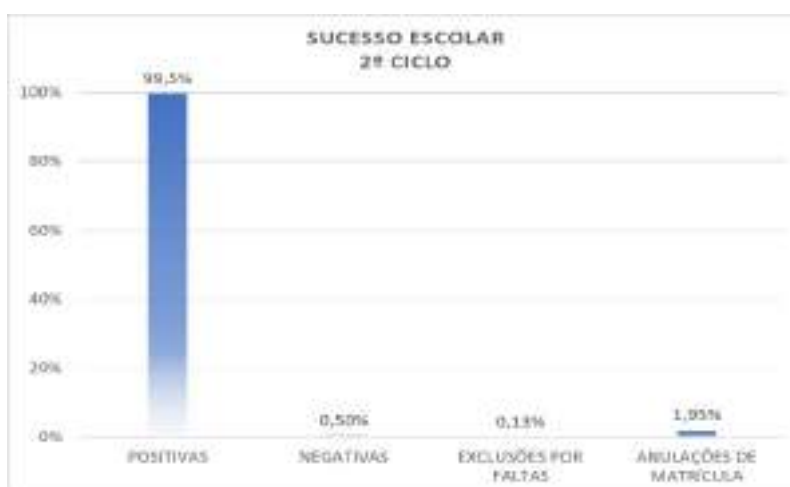 SUCESSO ESCOLAR
2º CICLO
99,5%
100%
80%
60%
40%
20%
0%
0,50%
0,13%
1,95%
POSITIVAS
NEGATIVAS
EXCLUSÕES POR
FALTAS
ANULAÇÕES DE
MATRÍCULA